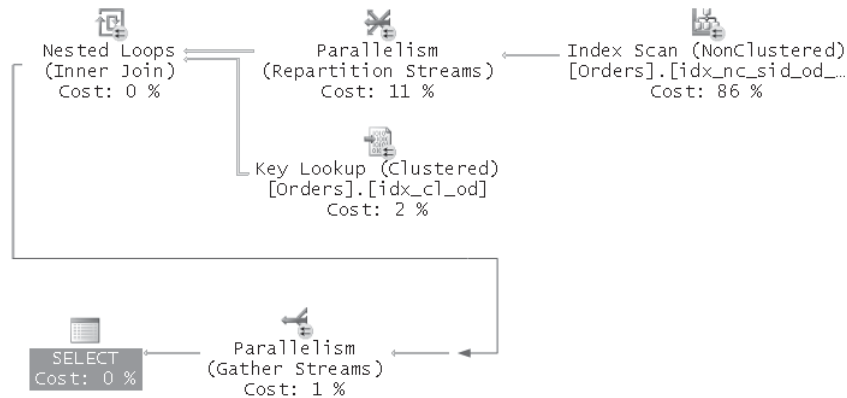 Nested Loops
(Inner Join)
Cost: 0 %
Parallelism
(Repartition Streams)
Cost: 11 %
Index Scan (NonClustered)
[Orders].[idx_nc_sid_od_…
Cost: 86 %
Key Lookup (Clustered)
[Orders].[idx_cl_od]
Cost: 2 %
SELECT
Cost: 0 %
Parallelism
(Gather Streams)
Cost: 1 %